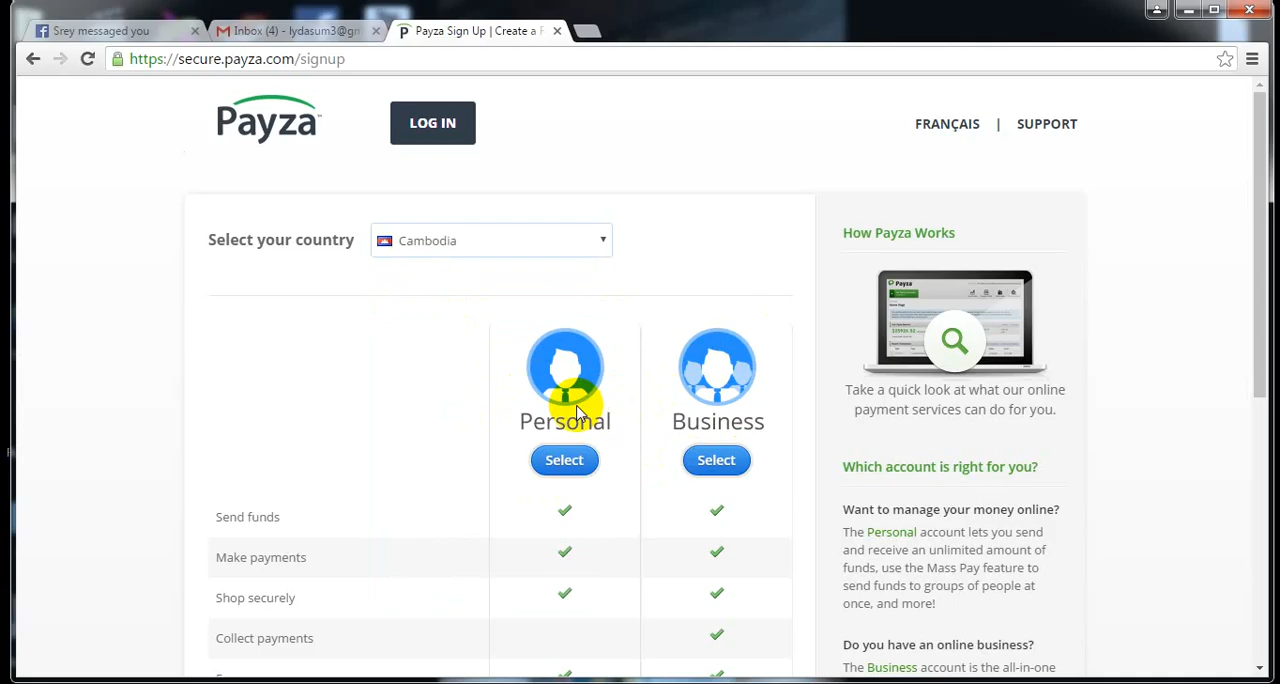 Srey messaged you
Inbox (4) - lydasum3@gm
Payza Sign Up | Create a F
https://secure.payza.com/signup
Payza
LOG IN
FRANÇAIS | SUPPORT
Select your country
Cambodia
Personal
Business
Select
Select
Send funds
Make payments
Shop securely
Collect payments
How Payza Works
Take a quick look at what our online
payment services can do for you.
Which account is right for you?
Want to manage your money online?
The Personal account lets you send
and receive an unlimited amount of
funds, use the Mass Pay feature to
send funds to groups of people at
once, and more!
Do you have an online business?
The Business account is the all-in-one